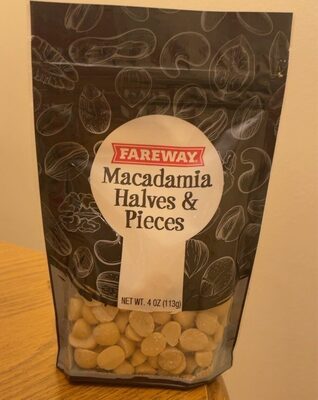 FAREWAY
Macadamia
Halves &
Pieces
NET WT. 4 OZ (113g)